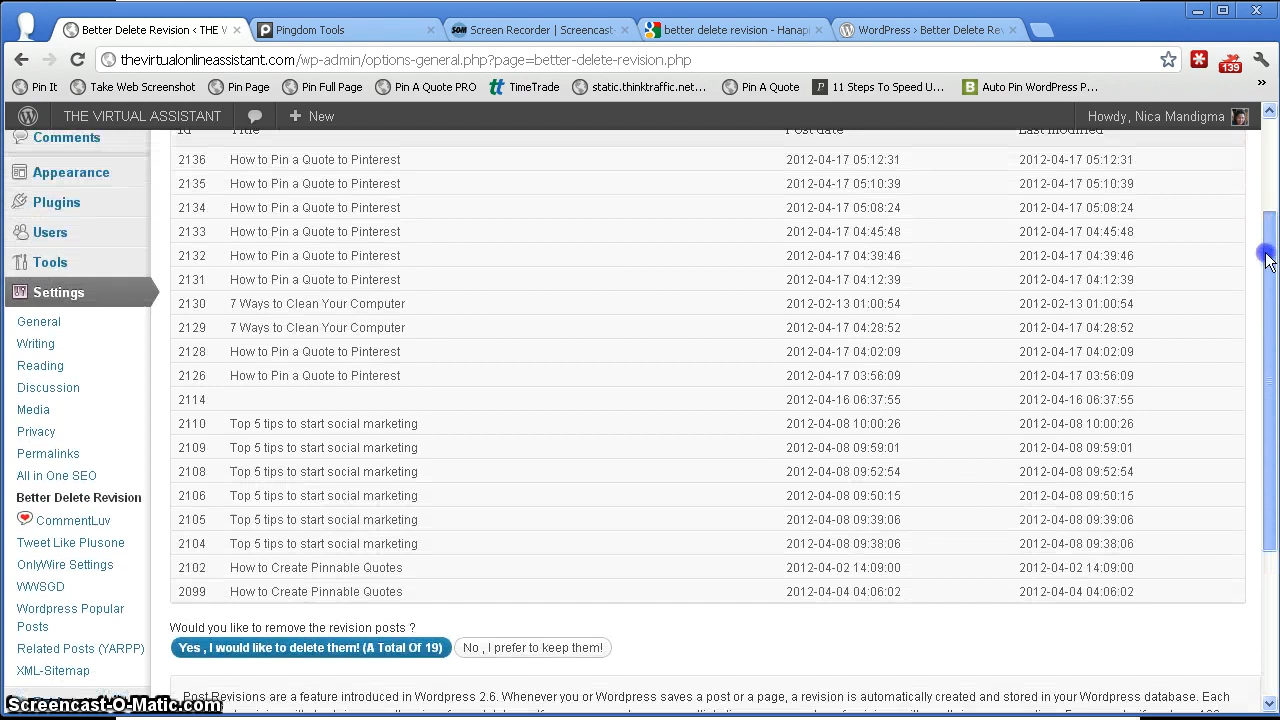 Better Delete Revision ‹ THE V
Pingdom Tools
Screen Recorder | Screencast-
better delete revision - Hanap
WordPress › Better Delete Rev
thevirtualonlineassistant.com/wp-admin/options-general.php?page=better-delete-revision.php
139
Pin It
Take Web Screenshot
Pin Page
Pin Full Page
Pin A Quote PRO
TimeTrade
static.thinktraffic.net...
Pin A Quote
11 Steps To Speed U...
Auto Pin WordPress P...
THE VIRTUAL ASSISTANT
New
Howdy, Nica Mandigma
Comments
Appearance
Plugins
Users
Tools
Settings
General
Writing
Reading
Discussion
Media
Privacy
Permalinks
All in One SEO
Better Delete Revision
CommentLuv
Tweet Like Plusone
OnlyWire Settings
WWSGD
Wordpress Popular
Posts
Related Posts (YARPP)
XML-Sitemap
Id Title Post date Last modified
2136 How to Pin a Quote to Pinterest 2012-04-17 05:12:31 2012-04-17 05:12:31
2135 How to Pin a Quote to Pinterest 2012-04-17 05:10:39 2012-04-17 05:10:39
2134 How to Pin a Quote to Pinterest 2012-04-17 05:08:24 2012-04-17 05:08:24
2133 How to Pin a Quote to Pinterest 2012-04-17 04:45:48 2012-04-17 04:45:48
2132 How to Pin a Quote to Pinterest 2012-04-17 04:39:46 2012-04-17 04:39:46
2131 How to Pin a Quote to Pinterest 2012-04-17 04:12:39 2012-04-17 04:12:39
2130 7 Ways to Clean Your Computer 2012-02-13 01:00:54 2012-02-13 01:00:54
2129 7 Ways to Clean Your Computer 2012-04-17 04:28:52 2012-04-17 04:28:52
2128 How to Pin a Quote to Pinterest 2012-04-17 04:02:09 2012-04-17 04:02:09
2126 How to Pin a Quote to Pinterest 2012-04-17 03:56:09 2012-04-17 03:56:09
2114 2012-04-16 06:37:55 2012-04-16 06:37:55
2110 Top 5 tips to start social marketing 2012-04-08 10:00:26 2012-04-08 10:00:26
2109 Top 5 tips to start social marketing 2012-04-08 09:59:01 2012-04-08 09:59:01
2108 Top 5 tips to start social marketing 2012-04-08 09:52:54 2012-04-08 09:52:54
2106 Top 5 tips to start social marketing 2012-04-08 09:50:15 2012-04-08 09:50:15
2105 Top 5 tips to start social marketing 2012-04-08 09:39:06 2012-04-08 09:39:06
2104 Top 5 tips to start social marketing 2012-04-08 09:38:06 2012-04-08 09:38:06
2102 How to Create Pinnable Quotes 2012-04-02 14:09:00 2012-04-02 14:09:00
2099 How to Create Pinnable Quotes 2012-04-04 04:06:02 2012-04-04 04:06:02
Would you like to remove the revision posts ?
Yes , I would like to delete them! (A Total Of 19)
No , I prefer to keep them!
Post Revisions are a feature introduced in Wordpress 2.6. Whenever you or Wordpress saves a post or a page, a revision is automatically created and stored in your Wordpress database. Each
Screencast-O-Matic.com